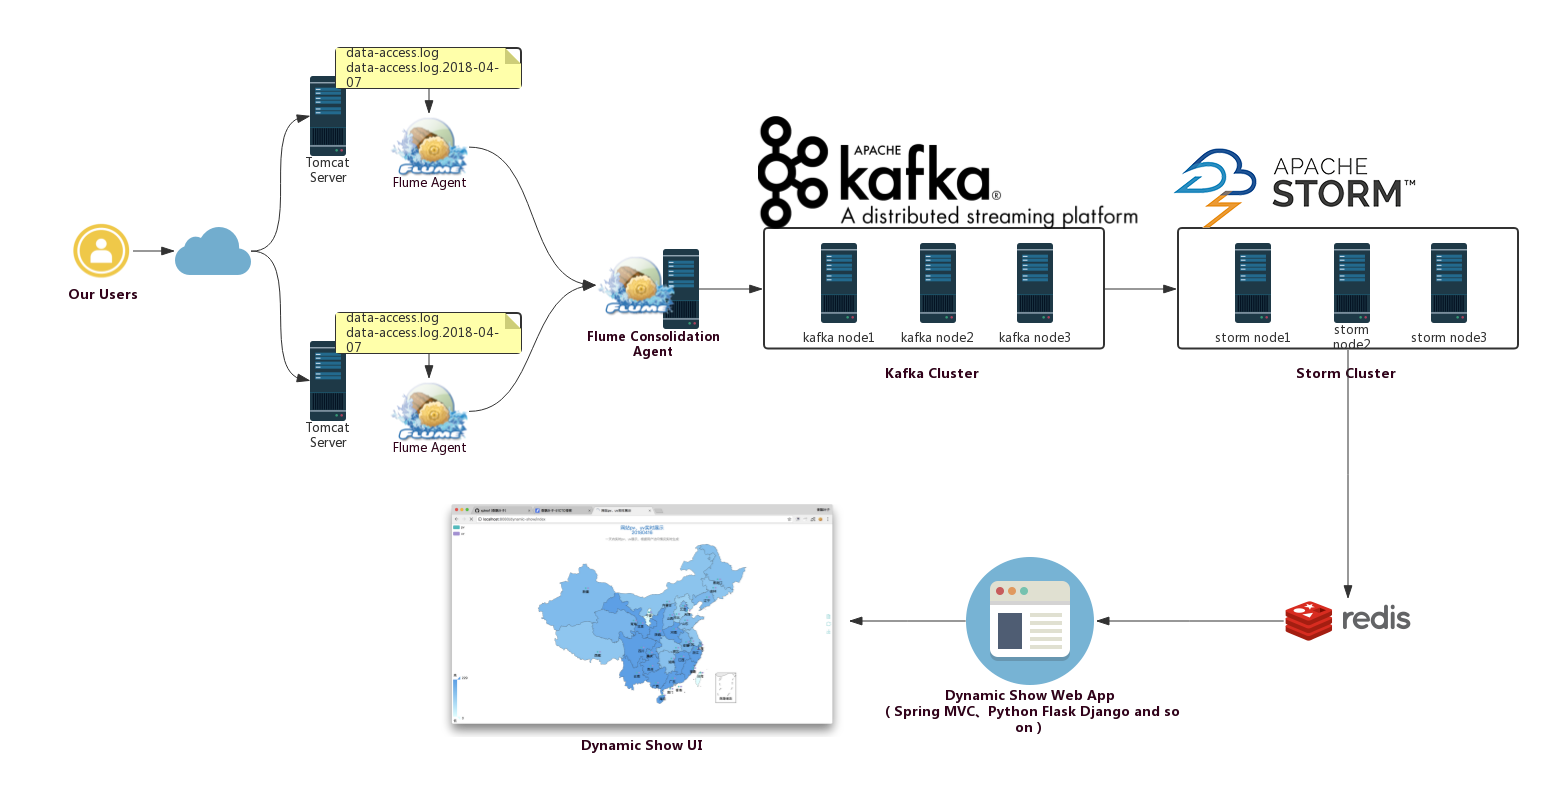 data-access.log
data-access.log.2018-04-
07
Tomcat
Server
FLUME
Flume Agent
Our Users
data-access.log
data-access.log.2018-04-
07
Tomcat
Server
FLUME
Flume Agent
FLUME
Flume Consolidation
Agent
APACHE
kafka®
A distributed streaming platform
kafka node1
kafka node2
kafka node3
Kafka Cluster
APACHE
STORM™
storm node1
storm
node2
storm node3
Storm Cluster
redis
Dynamic Show Web App
( Spring MVC、Python Flask Django and so
on )
Dynamic Show UI